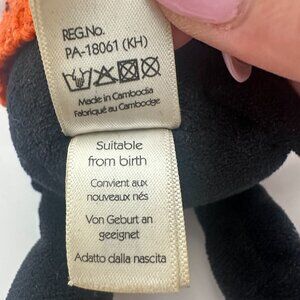 REG.No.
PA-18061 (KH)
Made in Cambodia
Fabriqué au Cambodge
Suitable
from birth
Convient aux
nouveaux nés
Von Geburt an
geeignet
Adatto dalla nascita